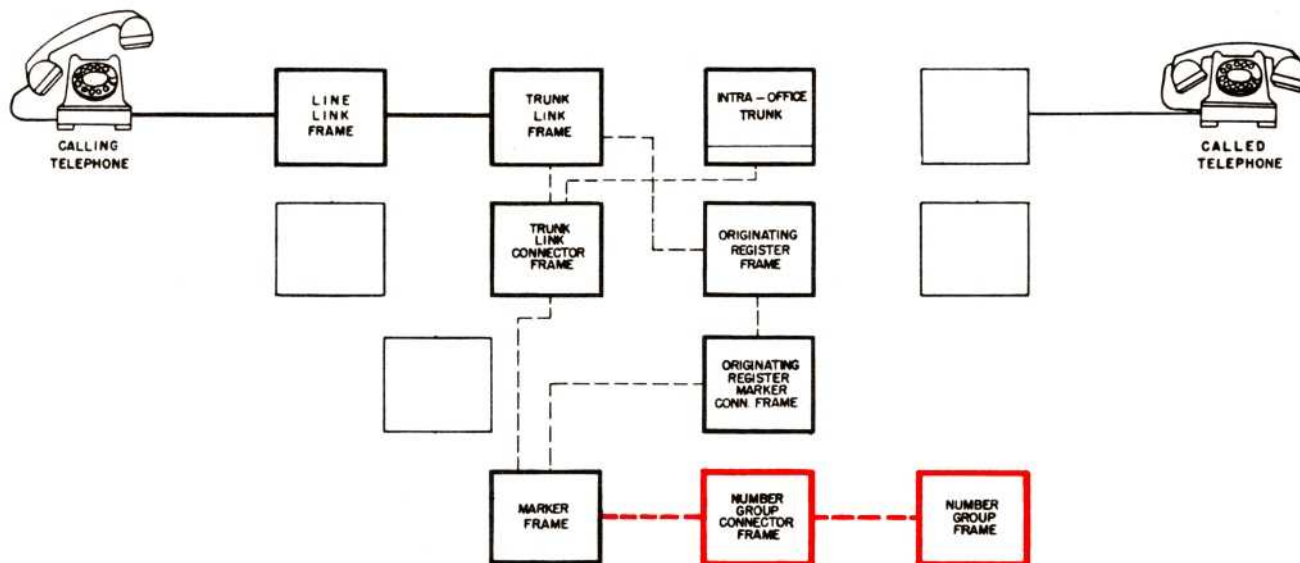 CALLING
TELEPHONE
LINE
LINK
FRAME
TRUNK
LINK
FRAME
INTRA-OFFICE
TRUNK
CALLED
TELEPHONE
TRUNK
LINK
CONNECTOR
FRAME
ORIGINATING
REGISTER
FRAME
ORIGINATING
REGISTER
MARKER
CONN. FRAME
MARKER
FRAME
NUMBER
GROUP
CONNECTOR
FRAME
NUMBER
GROUP
FRAME